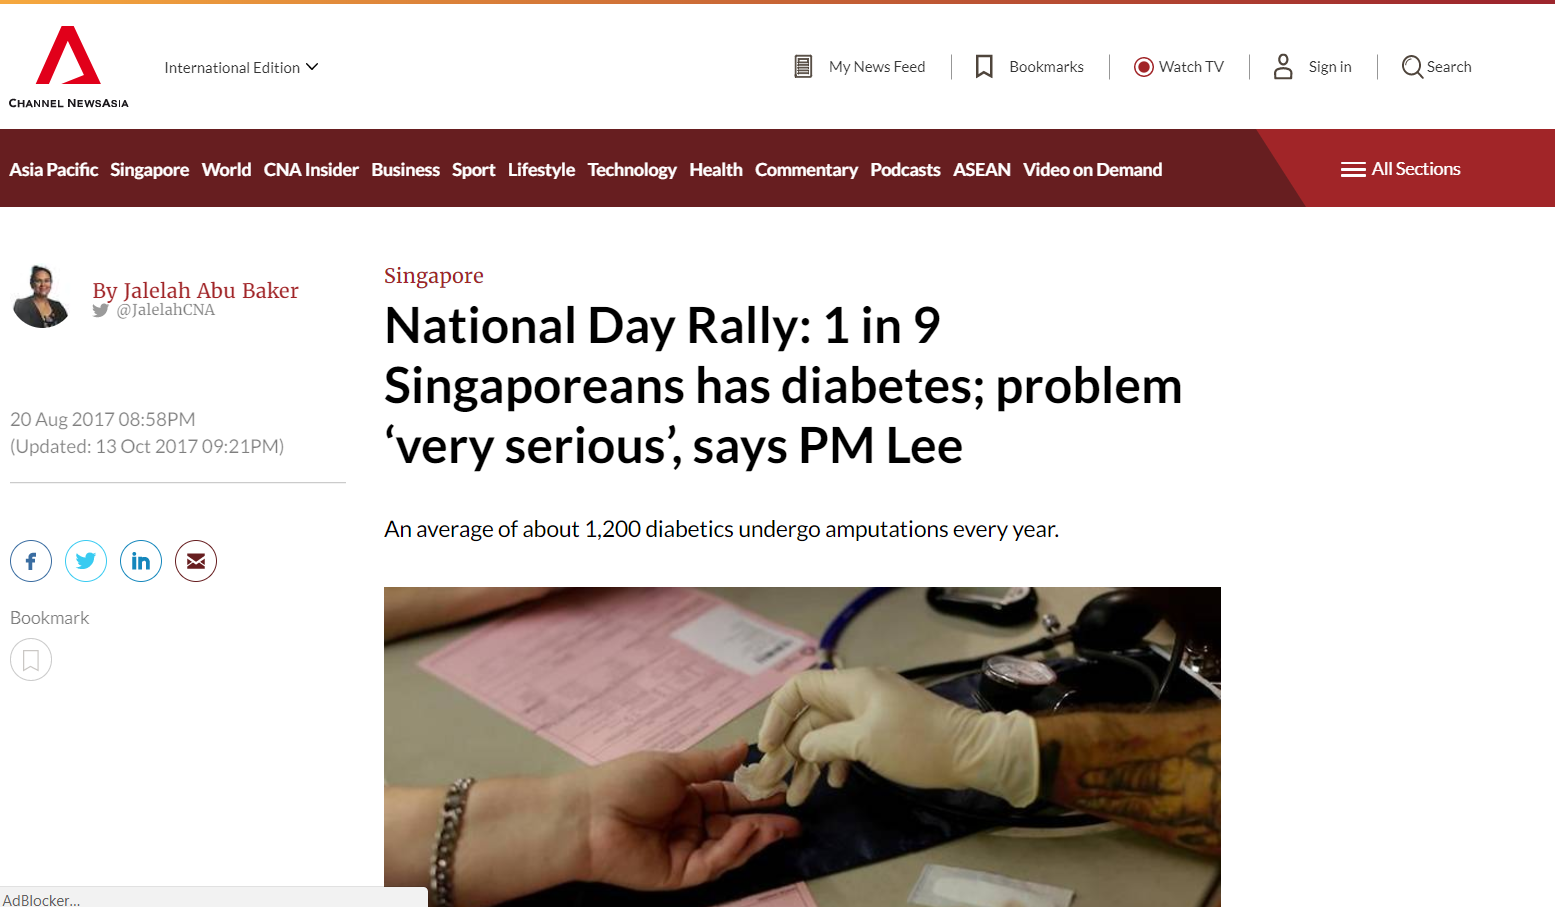 CHANNEL NEWSASIA
International Edition
My News Feed
Bookmarks
Watch TV
Sign in
Search
Asia Pacific Singapore World CNA Insider Business Sport Lifestyle Technology Health Commentary Podcasts ASEAN Video on Demand
All Sections
By Jalelah Abu Baker
@JalelahCNA
20 Aug 2017 08:58PM
(Updated: 13 Oct 2017 09:21PM)
Bookmark
Singapore
National Day Rally: 1 in 9
Singaporeans has diabetes; problem
‘very serious’, says PM Lee
An average of about 1,200 diabetics undergo amputations every year.
AdBlocker...